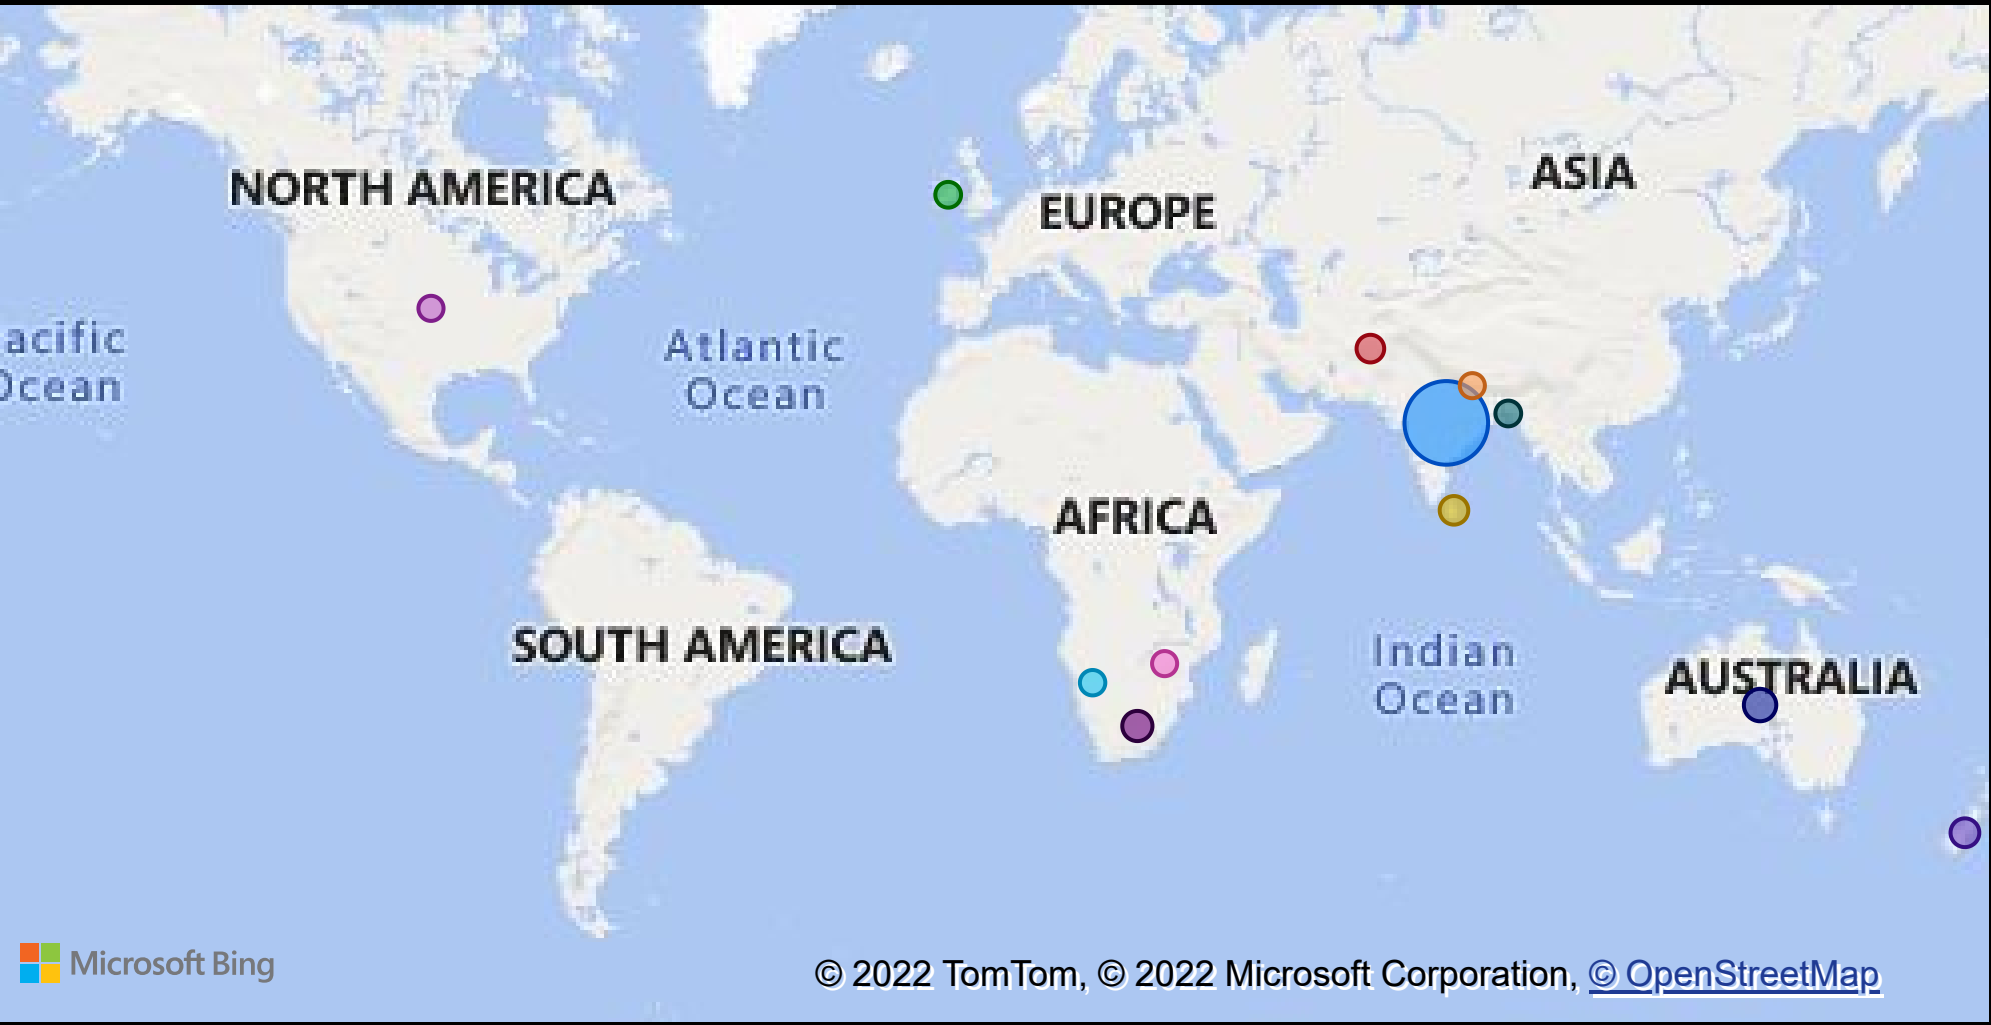 ASIA
NORTH AMERICA
EUROPE
acific
Ocean
Atlantic
Ocean
AFRICA
SOUTH AMERICA
Indian
Ocean
AUSTRALIA
Microsoft Bing
© 2022 TomTom, © 2022 Microsoft Corporation, © OpenStreetMap